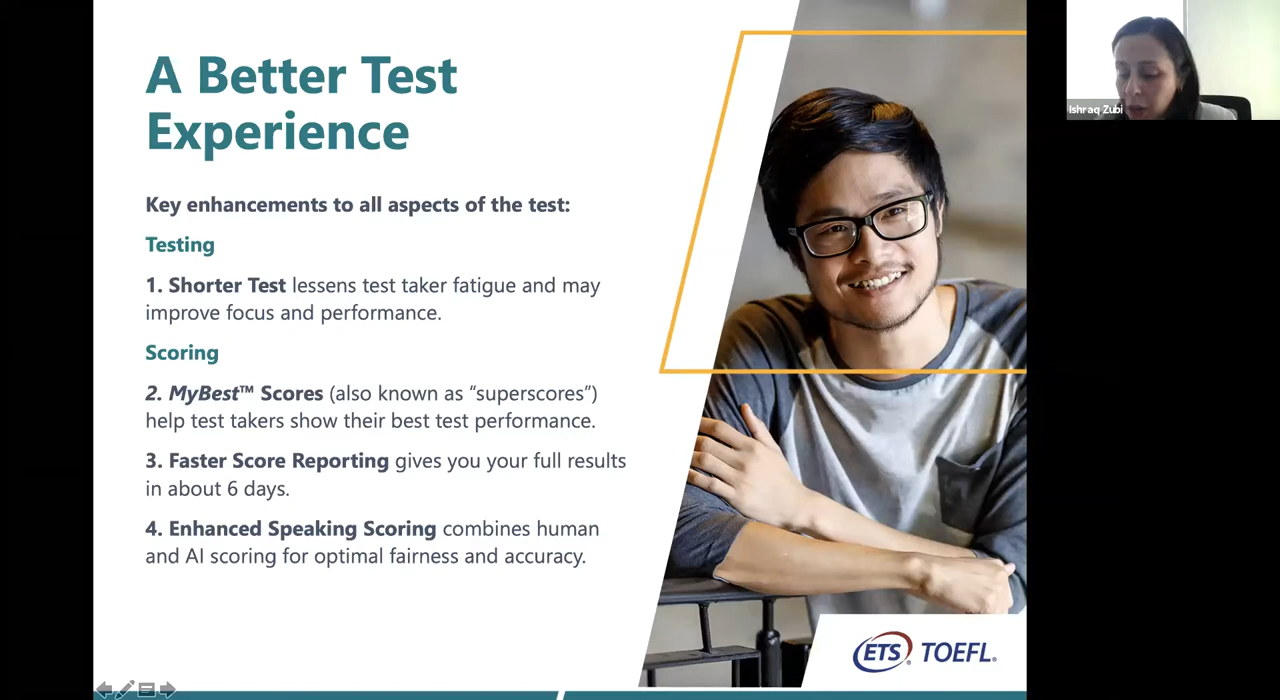 A Better Test
Experience
Key enhancements to all aspects of the test:
Testing
1. Shorter Test lessens test taker fatigue and may
improve focus and performance.
Scoring
2. MyBest™ Scores (also known as “superscores”)
help test takers show their best test performance.
3. Faster Score Reporting gives you your full results
in about 6 days.
4. Enhanced Speaking Scoring combines human
and AI scoring for optimal fairness and accuracy.
ETS® TOEFL®
Ishraq Zubi